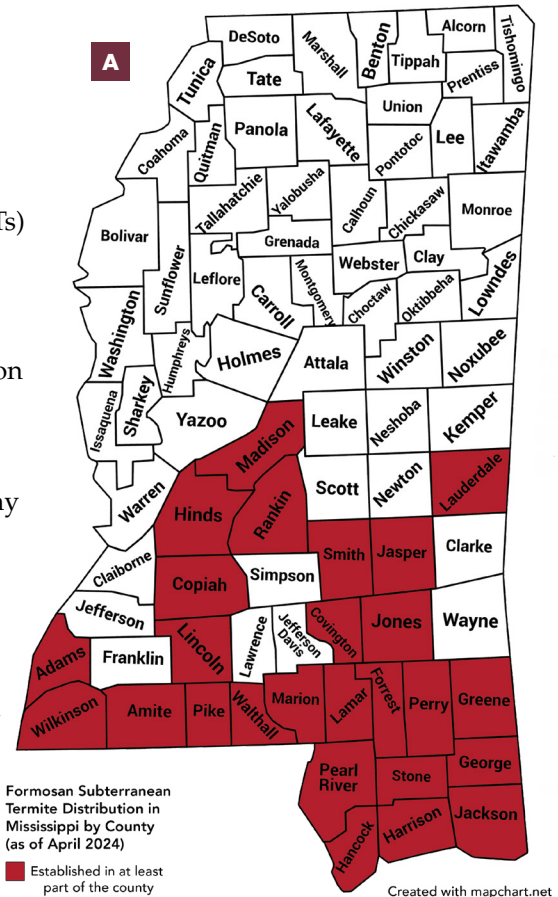 A
DeSoto
Marshall
Benton
Tippah
Alcorn
Tishomingo
Tunica
Tate
Prentiss
Union
Coahoma
Quitman
Panola
Lafayette
Pontotoc
Lee
Itawamba
Ts)
Tallahatchie
Yalobusha
Calhoun
Chickasaw
Monroe
Bolivar
Sunflower
Grenada
Leflore
Webster
Clay
Lowndes
Washington
Carroll
Montgomery
Choctaw
Oktibbeha
Humphreys
Holmes
Attala
Winston
Noxubee
on
Issaquena
Sharkey
Yazoo
Leake
Neshoba
Kemper
Madison
Scott
Newton
Lauderdale
Warren
Hinds
Rankin
Smith
Jasper
Clarke
Claiborne
Copiah
Simpson
Jefferson
Lincoln
Lawrence
Jefferson
Davis
Covington
Jones
Wayne
Adams
Franklin
Wilkinson
Amite
Pike
Walthall
Marion
Lamar
Forrest
Perry
Greene
Pearl
River
Stone
George
Hancock
Harrison
Jackson
Formosan Subterranean
Termite Distribution in
Mississippi by County
(as of April 2024)
Established in at least
part of the county
Created with mapchart.net